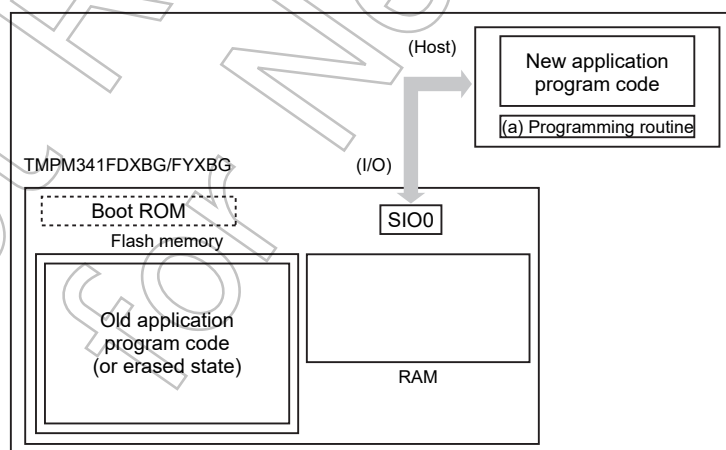 (Host)
New application
program code
(a) Programming routine
TMPM341FDXBG/FYXBG
(I/O)
Boot ROM
SIO0
Flash memory
Old application
program code
(or erased state)
RAM